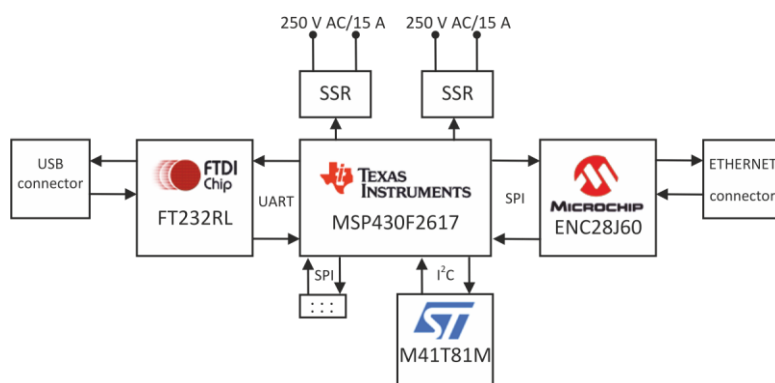 250 V AC/15 A
250 V AC/15 A
SSR
SSR
USB
connector
FTDI
Chip
FT232RL
UART
TEXAS
INSTRUMENTS
MSP430F2617
SPI
MICROCHIP
ENC28J60
ETHERNET
connector
SPI
I²C
ST
M41T81M